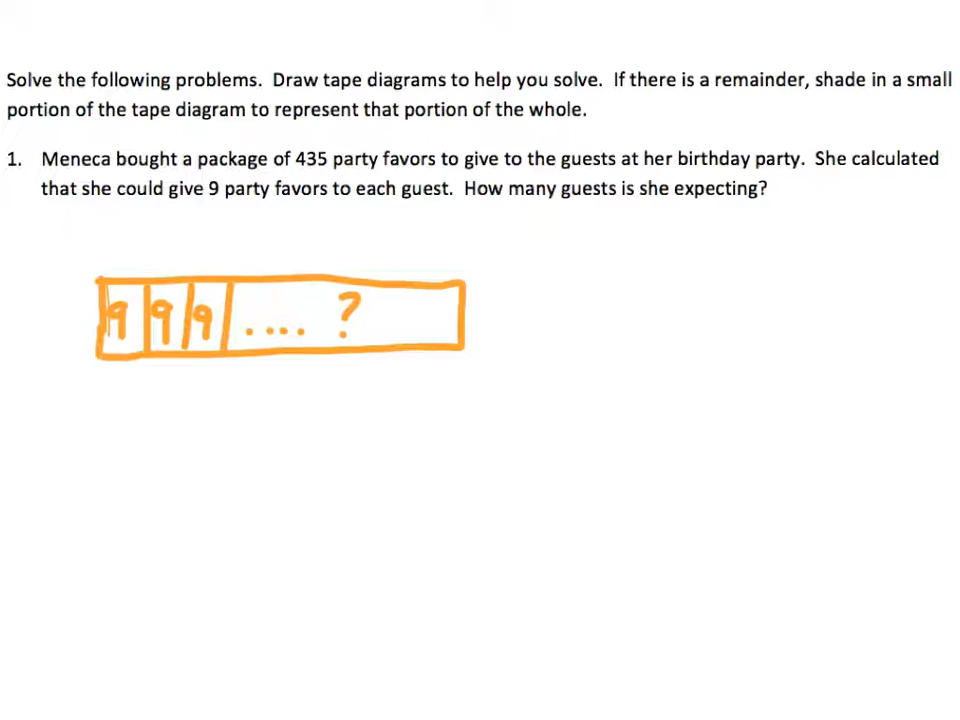 Solve the following problems. Draw tape diagrams to help you solve. If there is a remainder, shade in a small
portion of the tape diagram to represent that portion of the whole.
1. Meneca bought a package of 435 party favors to give to the guests at her birthday party. She calculated
that she could give 9 party favors to each guest. How many guests is she expecting?
9 9 9 .... ?